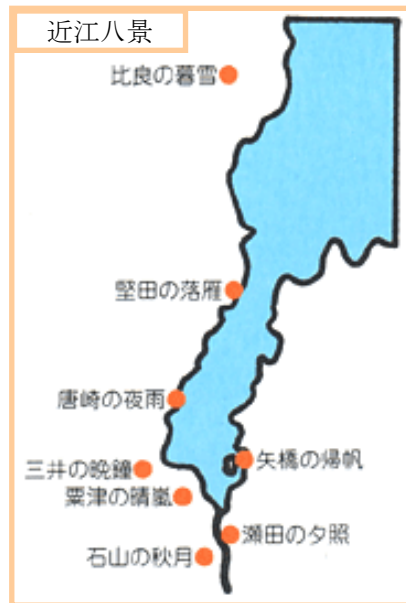 近江八景
比良の暮雪
堅田の落雁
唐崎の夜雨
矢橋の帰帆
三井の晩鐘
粟津の晴嵐
瀬田の夕照
石山の秋月